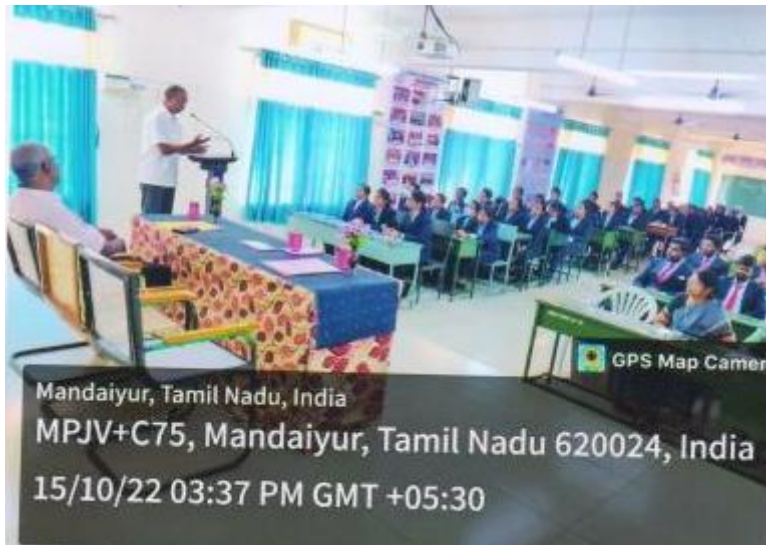 GPS Map Camer
Mandaiyur, Tamil Nadu, India
MPJV+C75, Mandaiyur, Tamil Nadu 620024, India
15/10/22 03:37 PM GMT +05:30